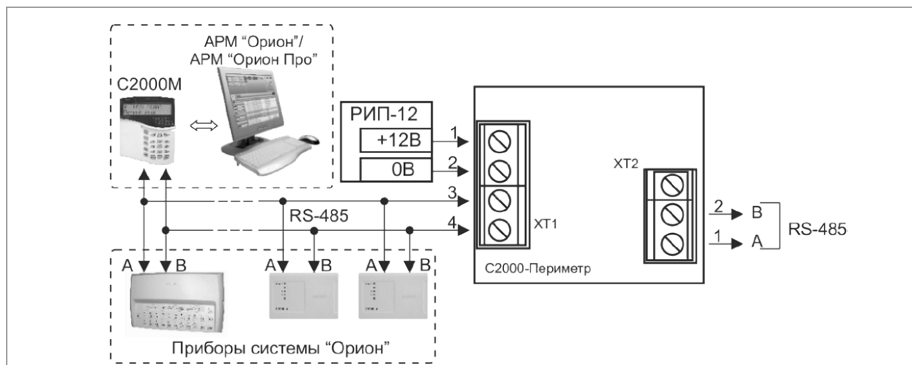 АРМ “Орион”/
АРМ “Орион Про”
С2000М
РИП-12
+12В
0В
1
2
3
4
XT1
XT2
2
B
1
A
RS-485
С2000-Периметр
RS-485
A B
A B
A B
Приборы системы “Орион”